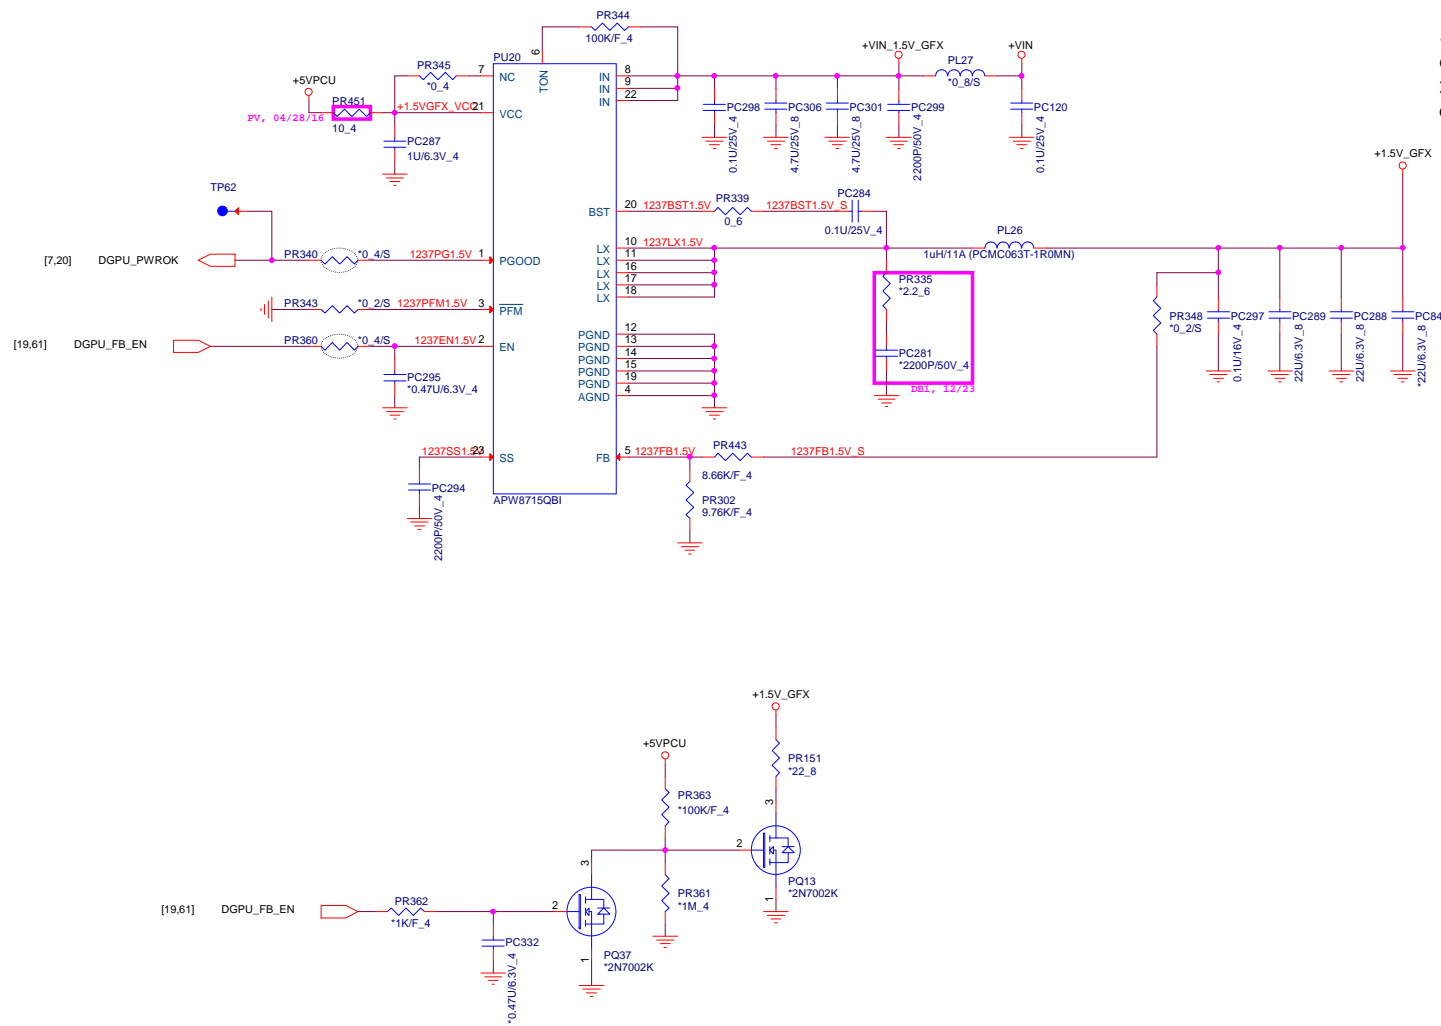 PR344
100K/F_4
6
PU20
+VIN_1.5V_GFX
+VIN
PL27
*0_8/S
PR345
*0_4
7
NC
TON
IN
8
IN
9
IN
22
+5VPCU
PR451
+1.5VGFX_VCC
21
VCC
PV, 04/28/16
10_4
PC287
1U/6.3V_4
PC298
0.1U/25V_4
PC306
4.7U/25V_8
PC301
4.7U/25V_8
PC299
2200P/50V_4
PC120
0.1U/25V_4
+1.5V_GFX
TP62
BST
20
1237BST1.5V
PR339
0_6
1237BST1.5V_S
PC284
0.1U/25V_4
[7,20]
DGPU_PWROK
PR340
*0_4/S
1237PG1.5V
1
PGOOD
LX
10
1237LX1.5V
LX
11
LX
16
LX
17
LX
18
PL26
1uH/11A (PCMC063T-1R0MN)
PR343
*0_2/S
1237PFM1.5V
3
PFM
PR335
*2.2_6
PC281
*2200P/50V_4
DB1, 12/23
PR348
*0_2/S
PC297
0.1U/16V_4
PC289
22U/6.3V_8
PC288
22U/6.3V_8
PC84
*22U/6.3V_8
[19,61]
DGPU_FB_EN
PR360
*0_4/S
1237EN1.5V
2
EN
PGND
12
PGND
13
PGND
14
PGND
15
PGND
19
AGND
4
PC295
*0.47U/6.3V_4
1237SS1.5V
23
SS
FB
5
1237FB1.5V
PR443
8.66K/F_4
1237FB1.5V_S
PC294
2200P/50V_4
APW8715QBI
PR302
9.76K/F_4
+1.5V_GFX
+5VPCU
PR151
*22_8
PR363
*100K/F_4
3
2
PQ13
*2N7002K
1
3
PR361
*1M_4
[19,61]
DGPU_FB_EN
PR362
*1K/F_4
2
PC332
*0.47U/6.3V_4
PQ37
*2N7002K
1